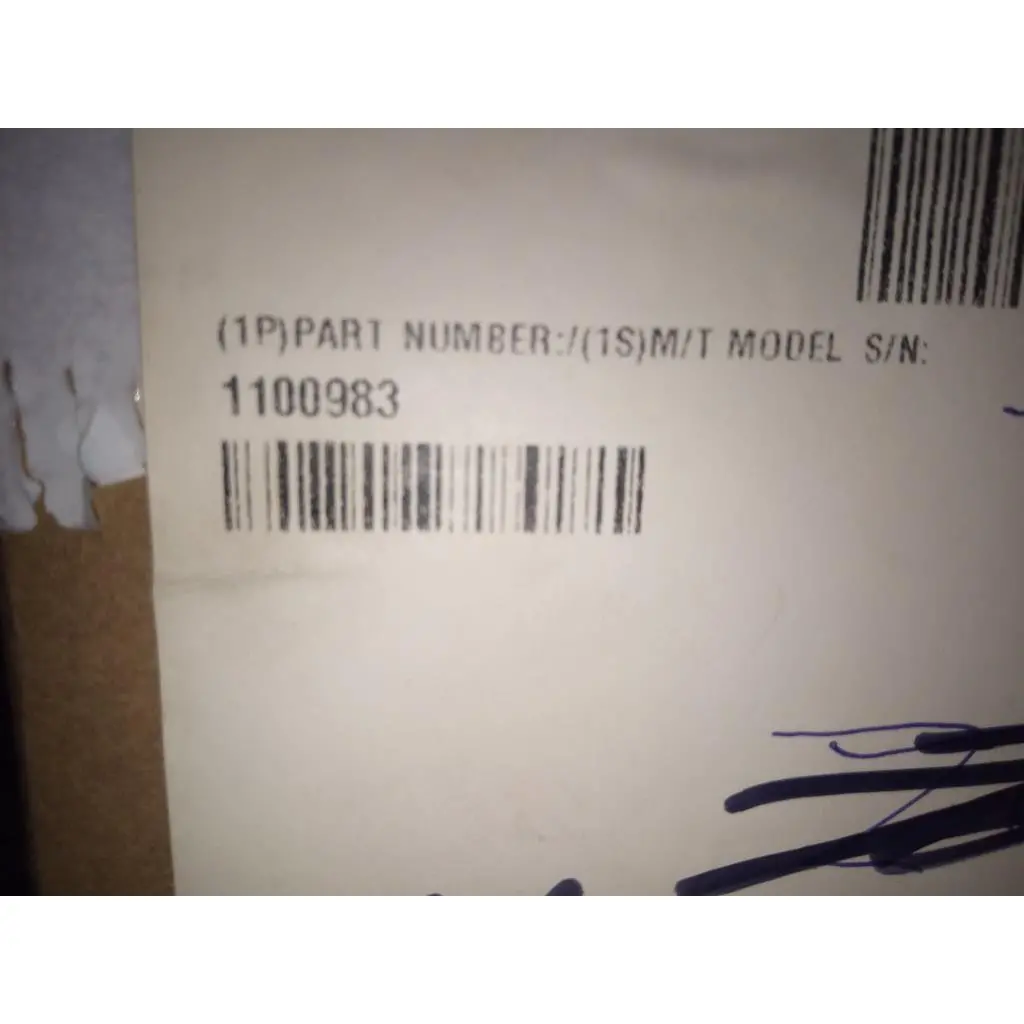 (1P)PART NUMBER:/(1S)M/T MODEL S/N:
1100983